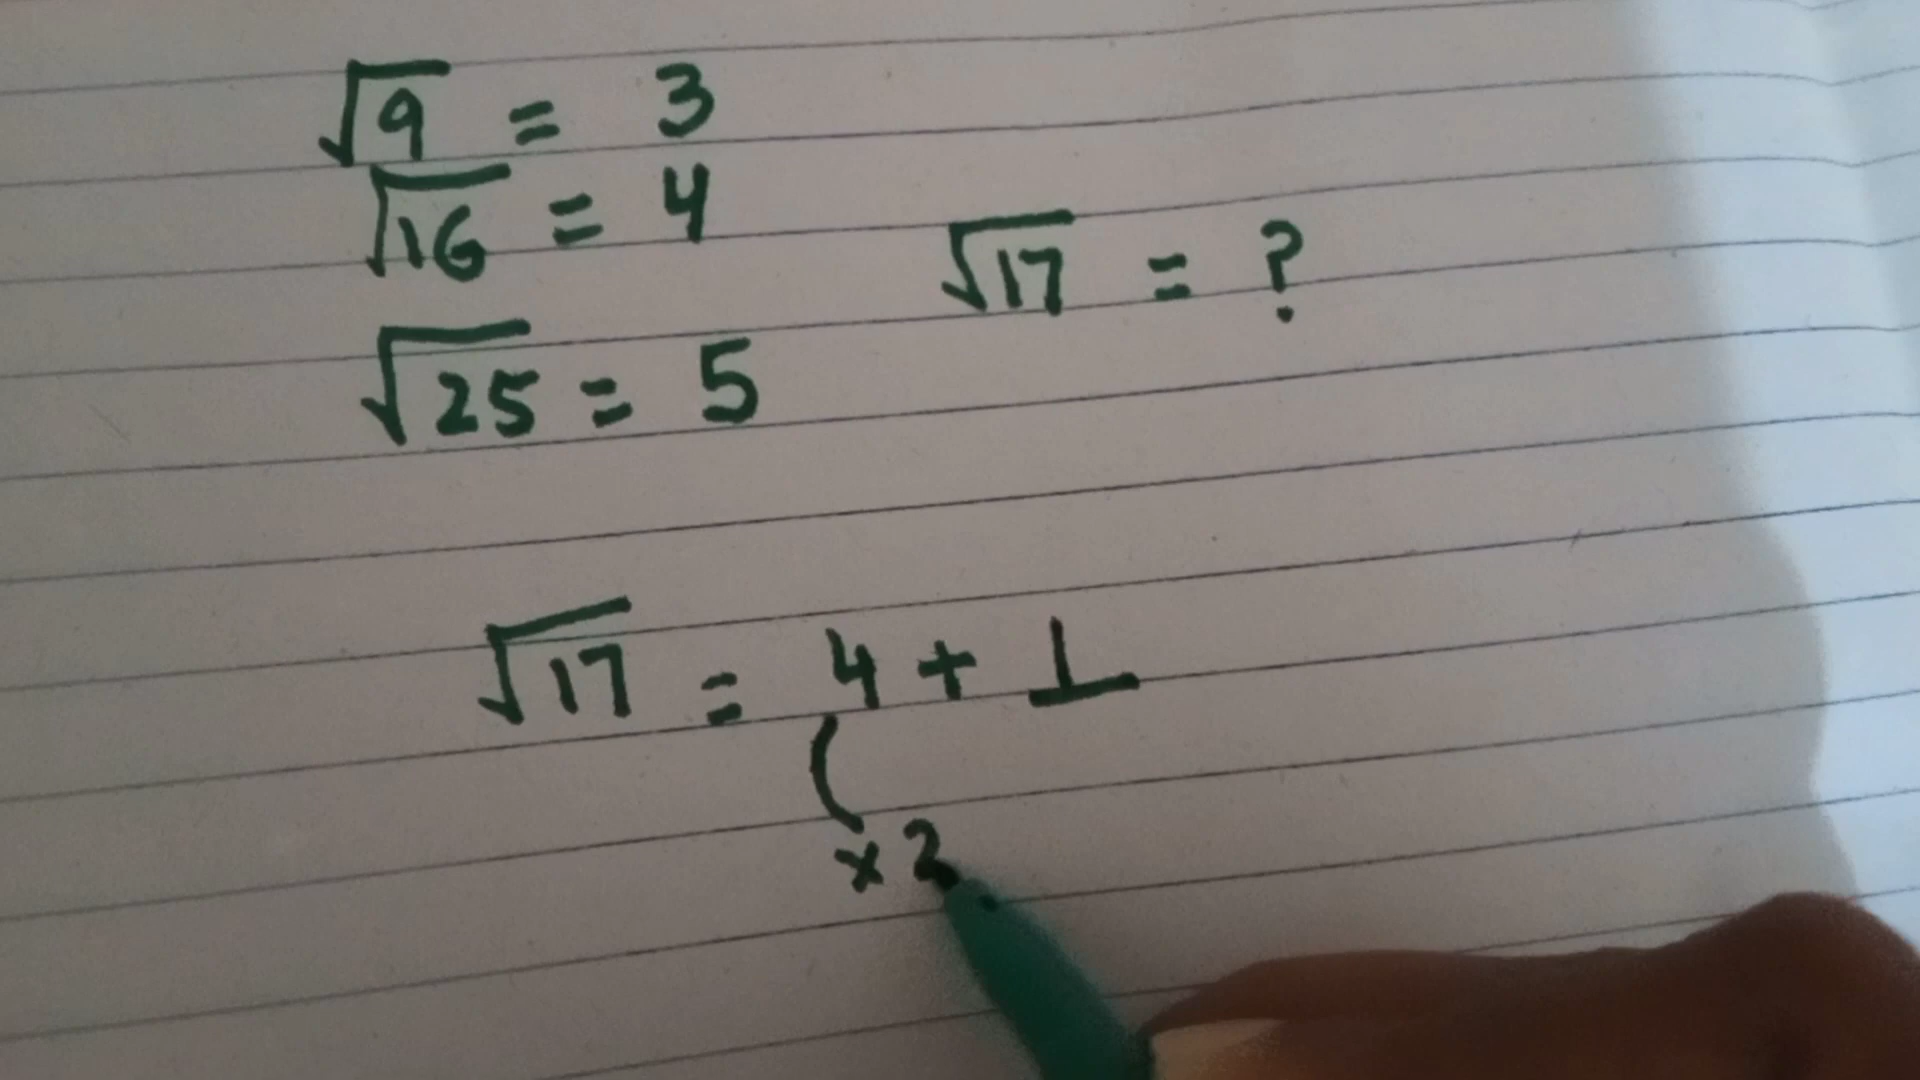 √9 = 3
√16 = 4
√17 = ?
√25 = 5
√17 = 4 + 1
x 2